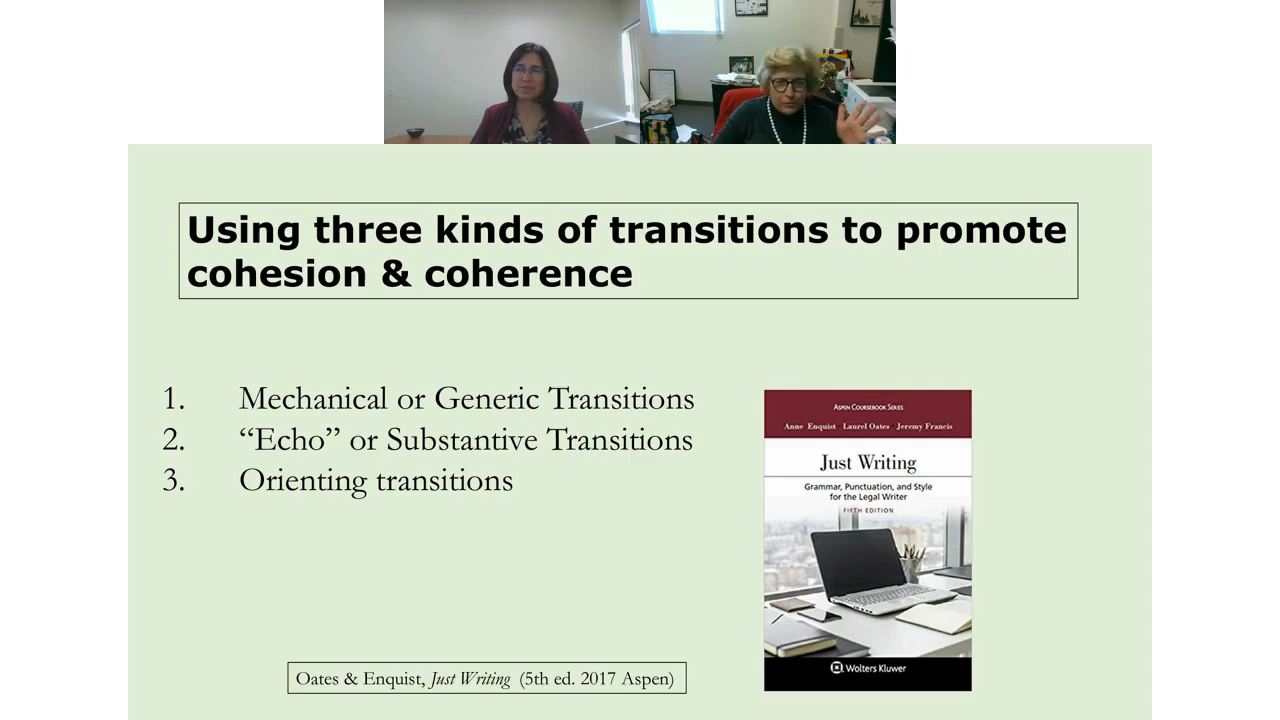 Using three kinds of transitions to promote
cohesion & coherence
1. Mechanical or Generic Transitions
2. “Echo” or Substantive Transitions
3. Orienting transitions
ASPEN COURSEBOOK SERIES
Anne Enquist Laurel Oates Jeremy Francis
Just Writing
Grammar, Punctuation, and Style
for the Legal Writer
FIFTH EDITION
Wolters Kluwer
Oates & Enquist, Just Writing (5th ed. 2017 Aspen)